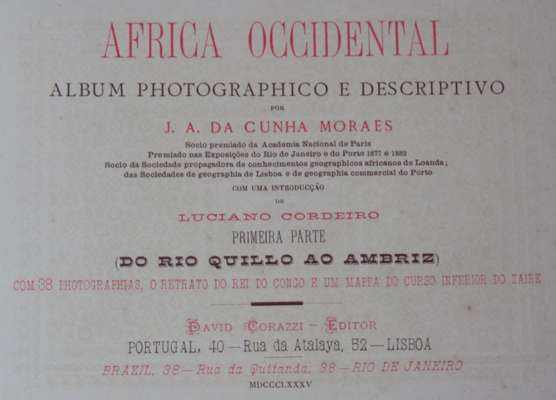 AFRICA OCCIDENTAL
ALBUM PHOTOGRAPHICO E DESCRIPTIVO
POR
J. A. DA CUNHA MORAES
Socio premiado da Academia Nacional de Paris
Premiado nas Exposições do Rio de Janeiro e do Porto 1877 e 1882
Socio da Sociedade propagadora de conhecimentos geographicos africanos de Loanda;
das Sociedades de geographia de Lisboa e de geographia commercial do Porto
COM UMA INTRODUCÇÃO
DE
LUCIANO CORDEIRO
PRIMEIRA PARTE
(DO RIO QUILLO AO AMBRIZ)
COM 38 PHOTOGRAPHIAS, O RETRATO DO REI DO CONGO E UM MAPPA DO CURSO INFERIOR DO ZAIRE
DAVID CORAZZI — EDITOR
PORTUGAL, 40 — Rua da Atalaya, 52 — LISBOA
BRAZIL, 38 — Rua da Quitanda, 38 — RIO DE JANEIRO
MDCCCLXXXV